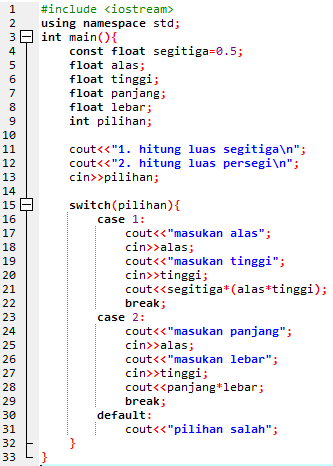 1 #include <iostream>
2 using namespace std;
3 int main(){
4 const float segitiga=0.5;
5 float alas;
6 float tinggi;
7 float panjang;
8 float lebar;
9 int pilihan;
10
11 cout<<"1. hitung luas segitiga\n";
12 cout<<"2. hitung luas persegi\n";
13 cin>>pilihan;
14
15 switch(pilihan){
16 case 1:
17 cout<<"masukan alas";
18 cin>>alas;
19 cout<<"masukan tinggi";
20 cin>>tinggi;
21 cout<<segitiga*(alas*tinggi);
22 break;
23 case 2:
24 cout<<"masukan panjang";
25 cin>>alas;
26 cout<<"masukan lebar";
27 cin>>tinggi;
28 cout<<panjang*lebar;
29 break;
30 default:
31 cout<<"pilihan salah";
32 }
33 }